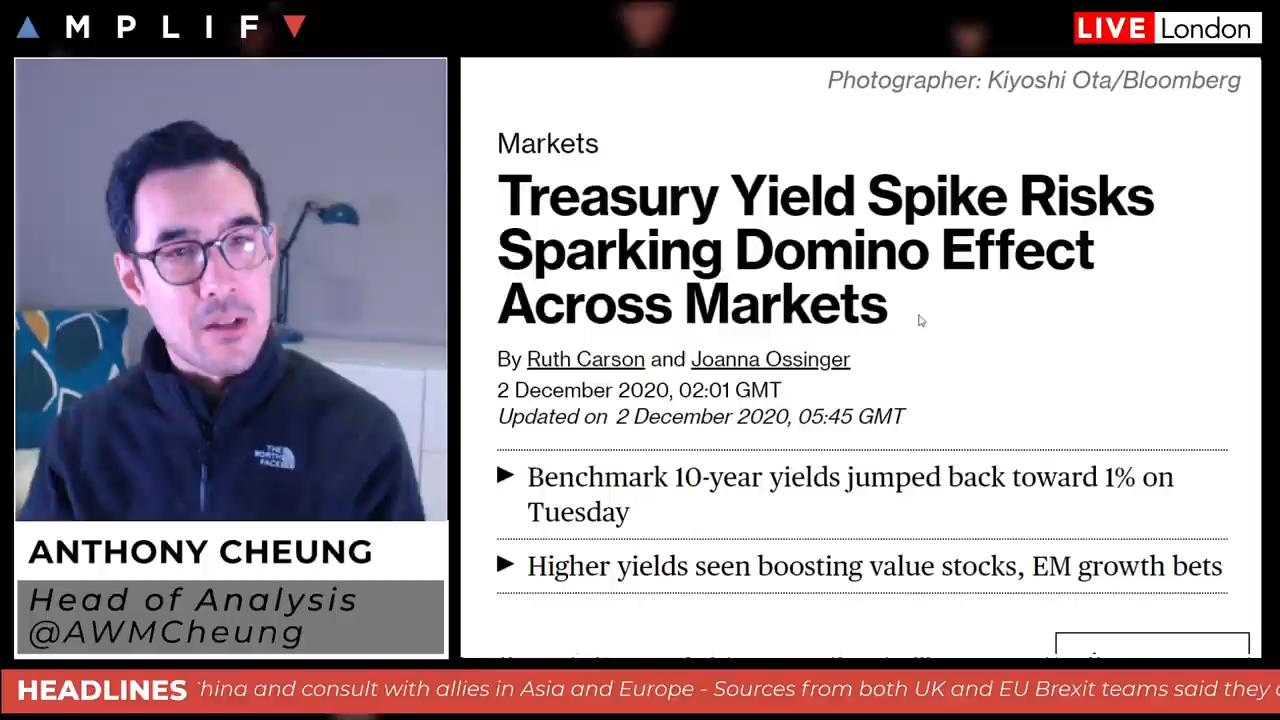 MPLIF
LIVE London
Photographer: Kiyoshi Ota/Bloomberg
Markets
Treasury Yield Spike Risks
Sparking Domino Effect
Across Markets
By Ruth Carson and Joanna Ossinger
2 December 2020, 02:01 GMT
Updated on 2 December 2020, 05:45 GMT
Benchmark 10-year yields jumped back toward 1% on
Tuesday
Higher yields seen boosting value stocks, EM growth bets
THE NORTH FACE
ANTHONY CHEUNG
Head of Analysis
@AWMCheung
HEADLINES hina and consult with allies in Asia and Europe - Sources from both UK and EU Brexit teams said they